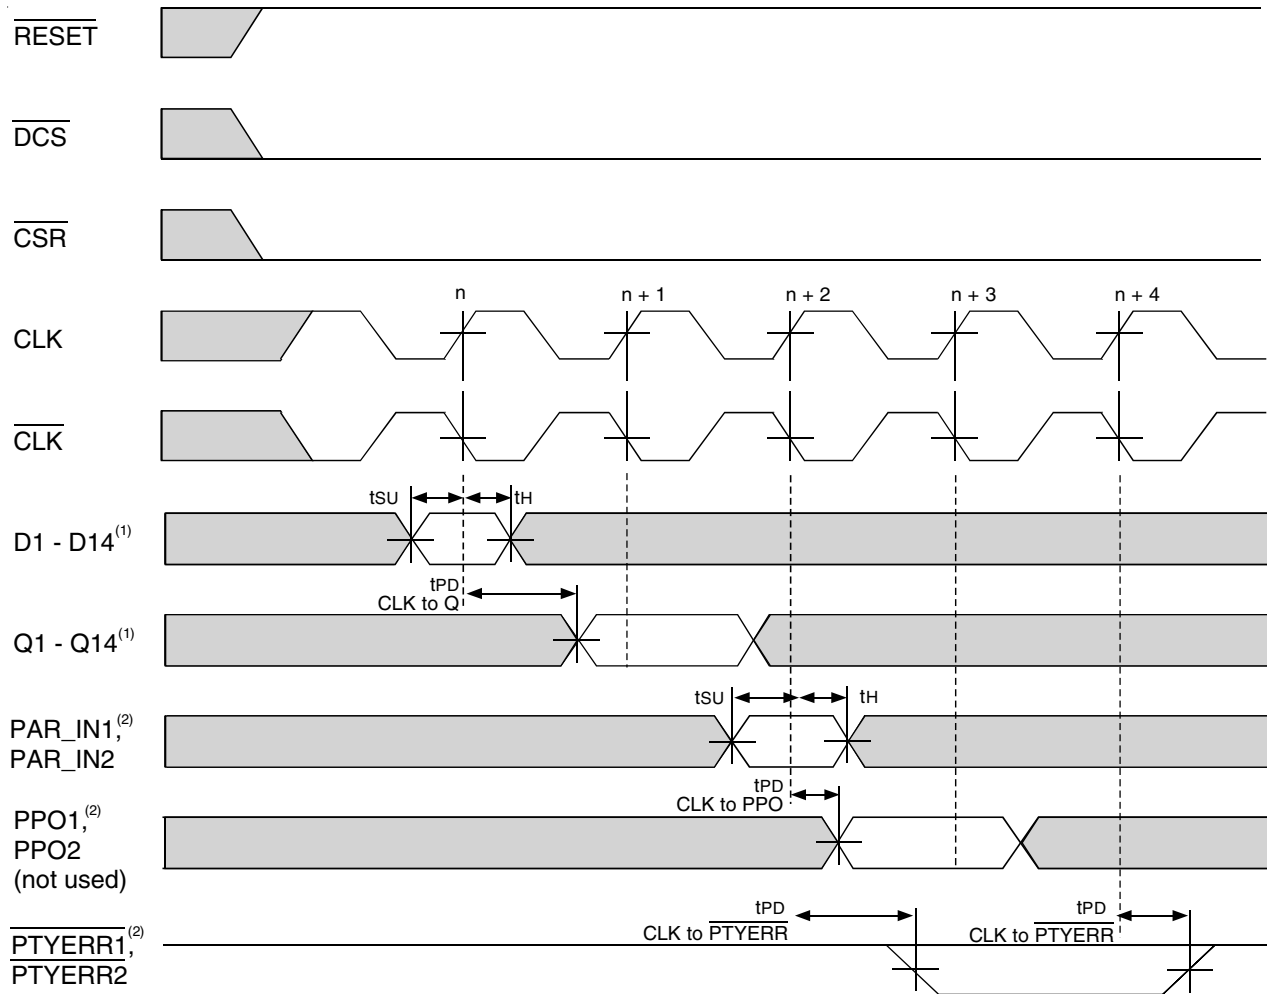 RESET
DCS
CSR
n
n + 1
n + 2
n + 3
n + 4
CLK
CLK
tSU
tH
D1 - D14(1)
tPD
CLK to Q
Q1 - Q14(1)
tSU
tH
PAR_IN1,(2)
PAR_IN2
tPD
CLK to PPO
PPO1,(2)
PPO2
(not used)
tPD
CLK to PTYERR
tPD
CLK to PTYERR
PTYERR1,(2)
PTYERR2